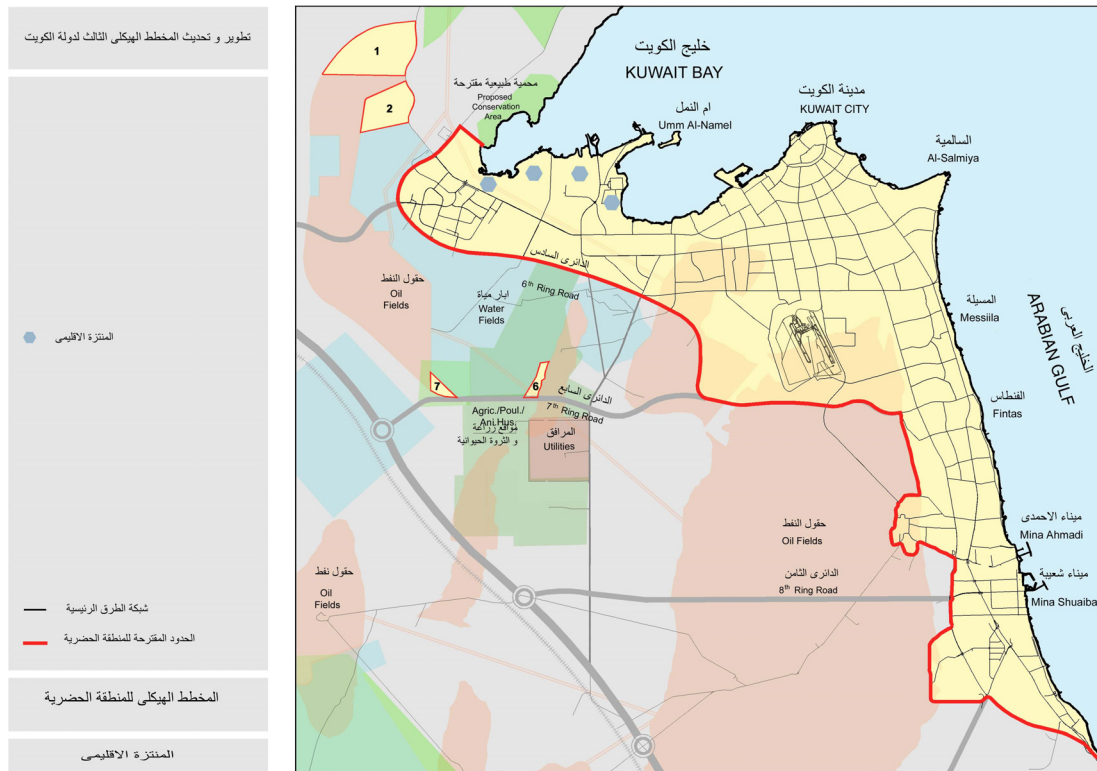 تطوير و تحديث المخطط الهيكلى الثالث لدولة الكويت
المنتزة الاقليمى
شبكة الطرق الرئيسية
الحدود المقترحة للمنطقة الحضرية
المخطط الهيكلى للمنطقة الحضرية
المنتزة الاقليمى
1
2
محمية طبيعية مقترحة
Proposed
Conservation
Area
خليج الكويت
KUWAIT BAY
ام النمل
Umm Al-Namel
مدينة الكويت
KUWAIT CITY
السالمية
Al-Salmiya
الدائرى السادس
6th Ring Road
حقول النفط
Oil
Fields
ابار مياة
Water
Fields
المسيلة
Messiila
الخليج العربى
ARABIAN GULF
7
6
الدائرى السابع
7th Ring Road
Agric./Poul./
Ani.Hus.
مواقع زراعة
و الثروة الحيوانية
المرافق
Utilities
الفنطاس
Fintas
حقول النفط
Oil Fields
ميناء الاحمدى
Mina Ahmadi
الدائرى الثامن
8th Ring Road
ميناء شعيبة
Mina Shuaiba
حقول نفط
Oil
Fields